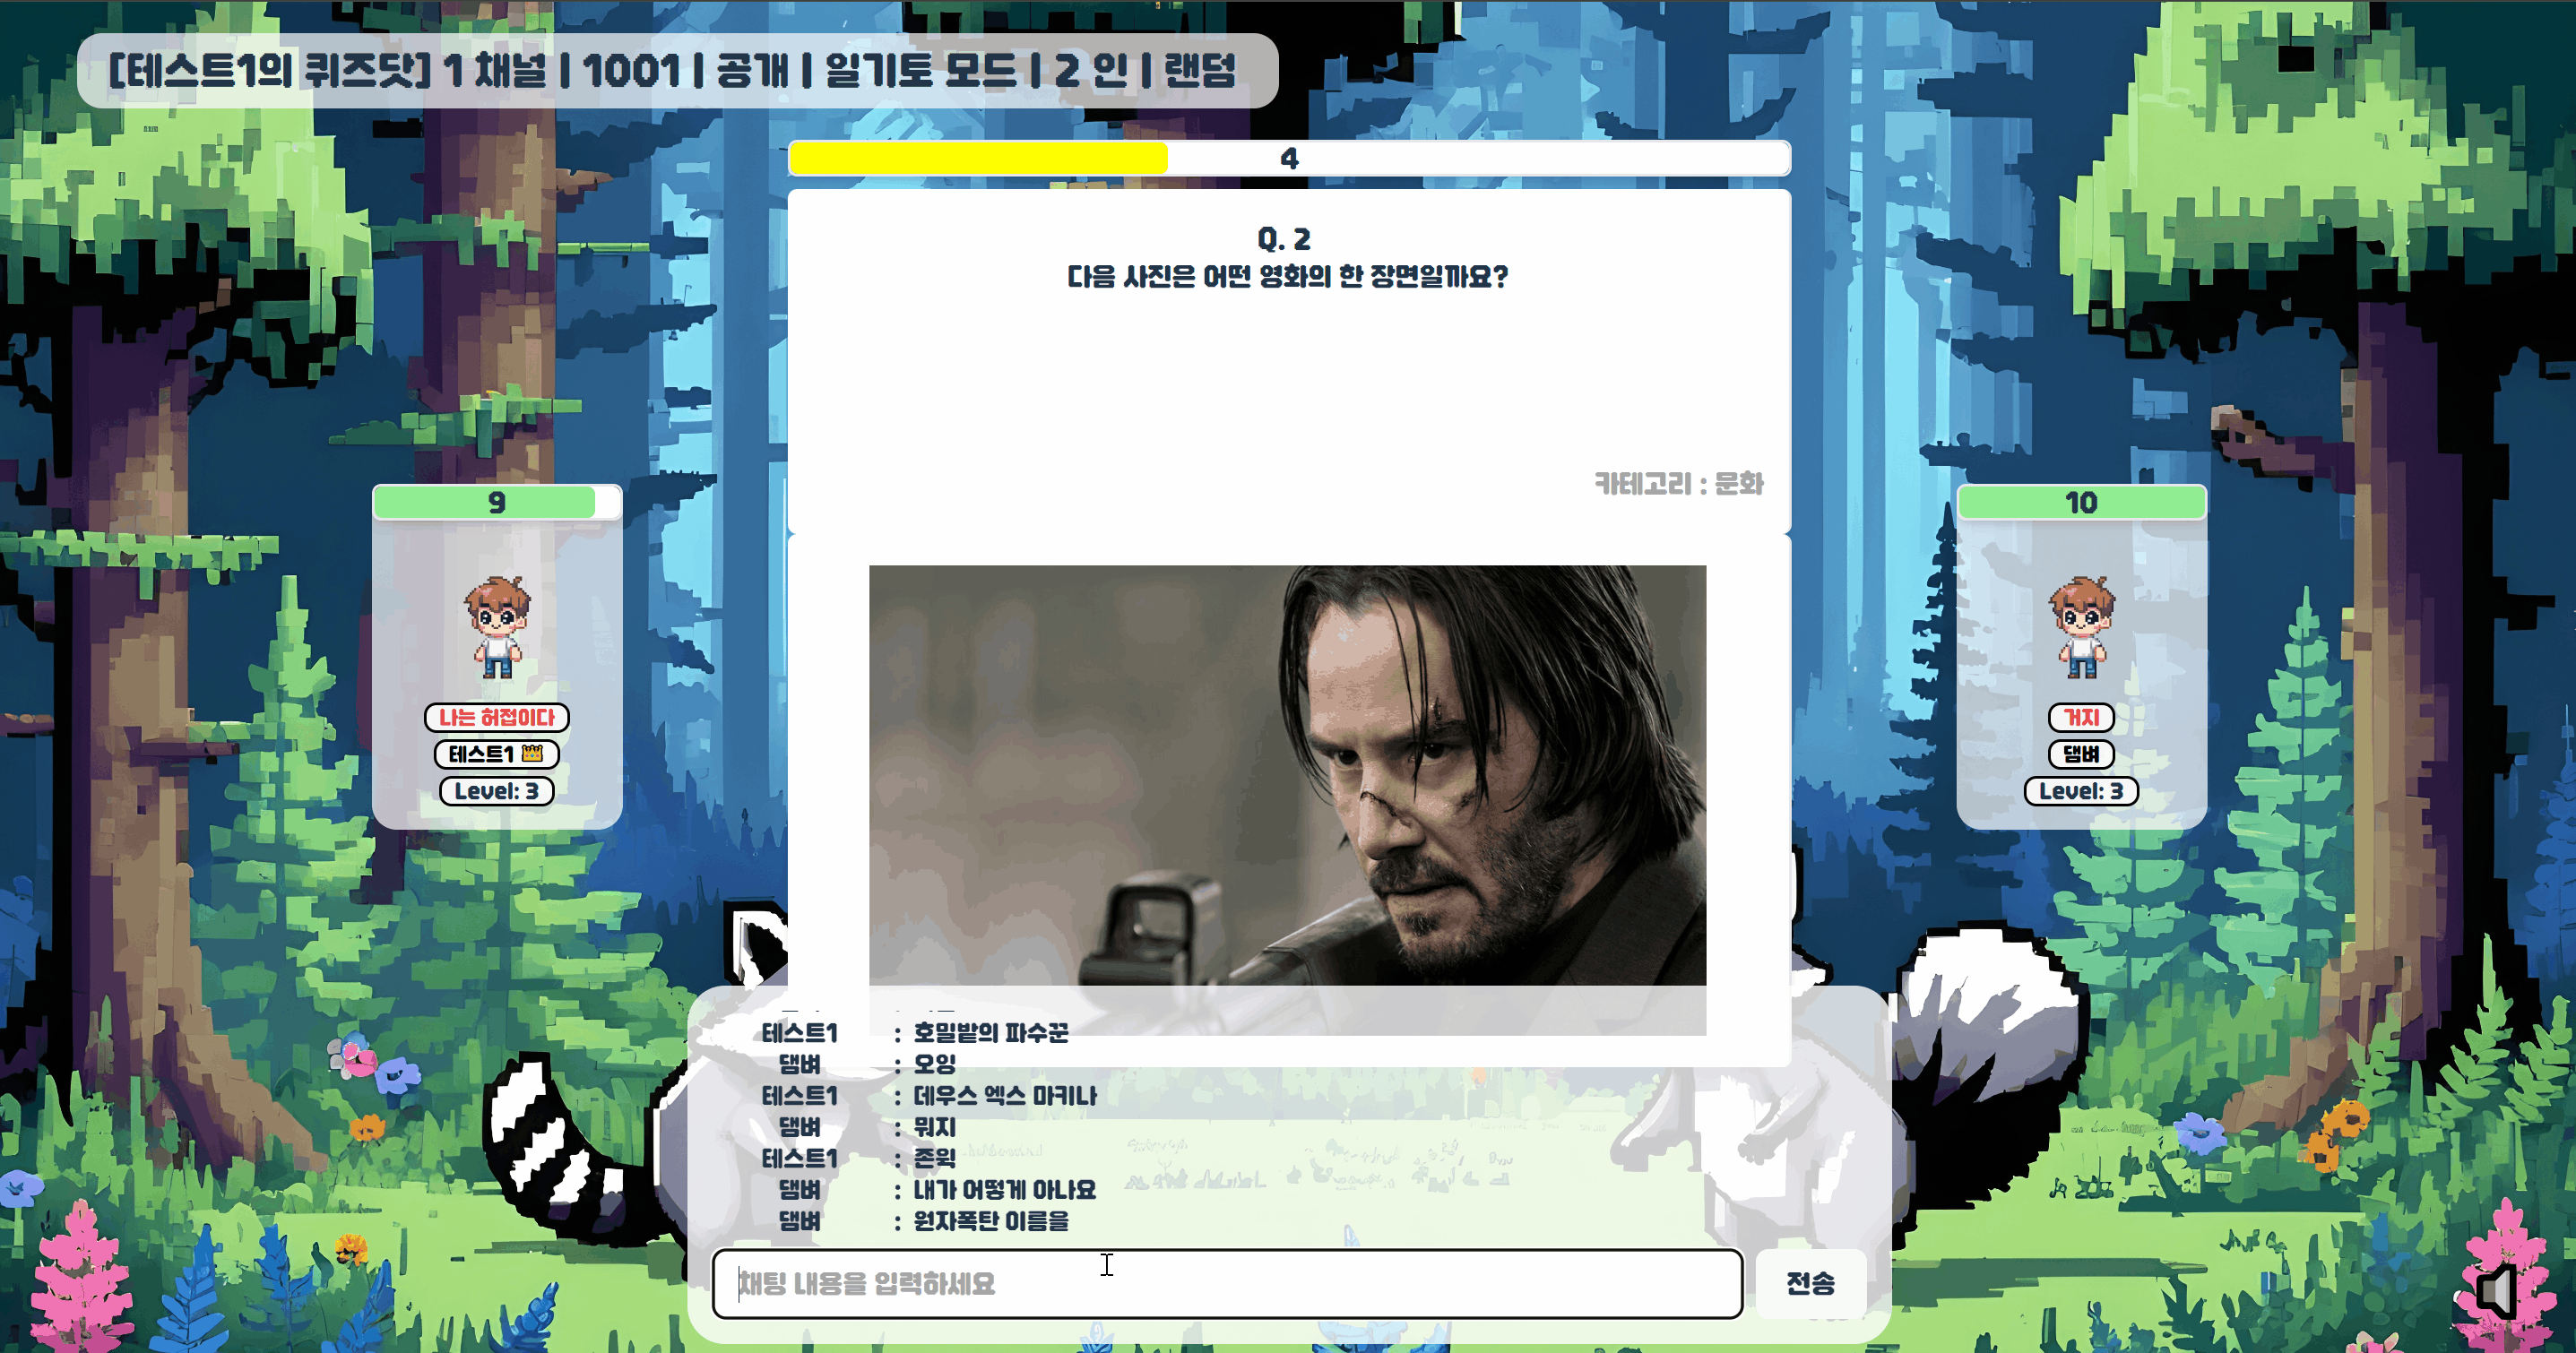 [테스트1의 퀴즈닷] 1 채널 | 1001 | 공개 | 일기토 모드 | 2 인 | 랜덤
4
Q. 2
다음 사진은 어떤 영화의 한 장면일까요?
카테고리 : 문화
9
나는 허접이다
테스트1
Level: 3
10
거지
댐벼
Level: 3
테스트1 : 호밀밭의 파수꾼
댐벼 : 오잉
테스트1 : 데우스 엑스 마키나
댐벼 : 뭐지
테스트1 : 존윅
댐벼 : 내가 어떻게 아나요
댐벼 : 원자폭탄 이름을
채팅 내용을 입력하세요
전송